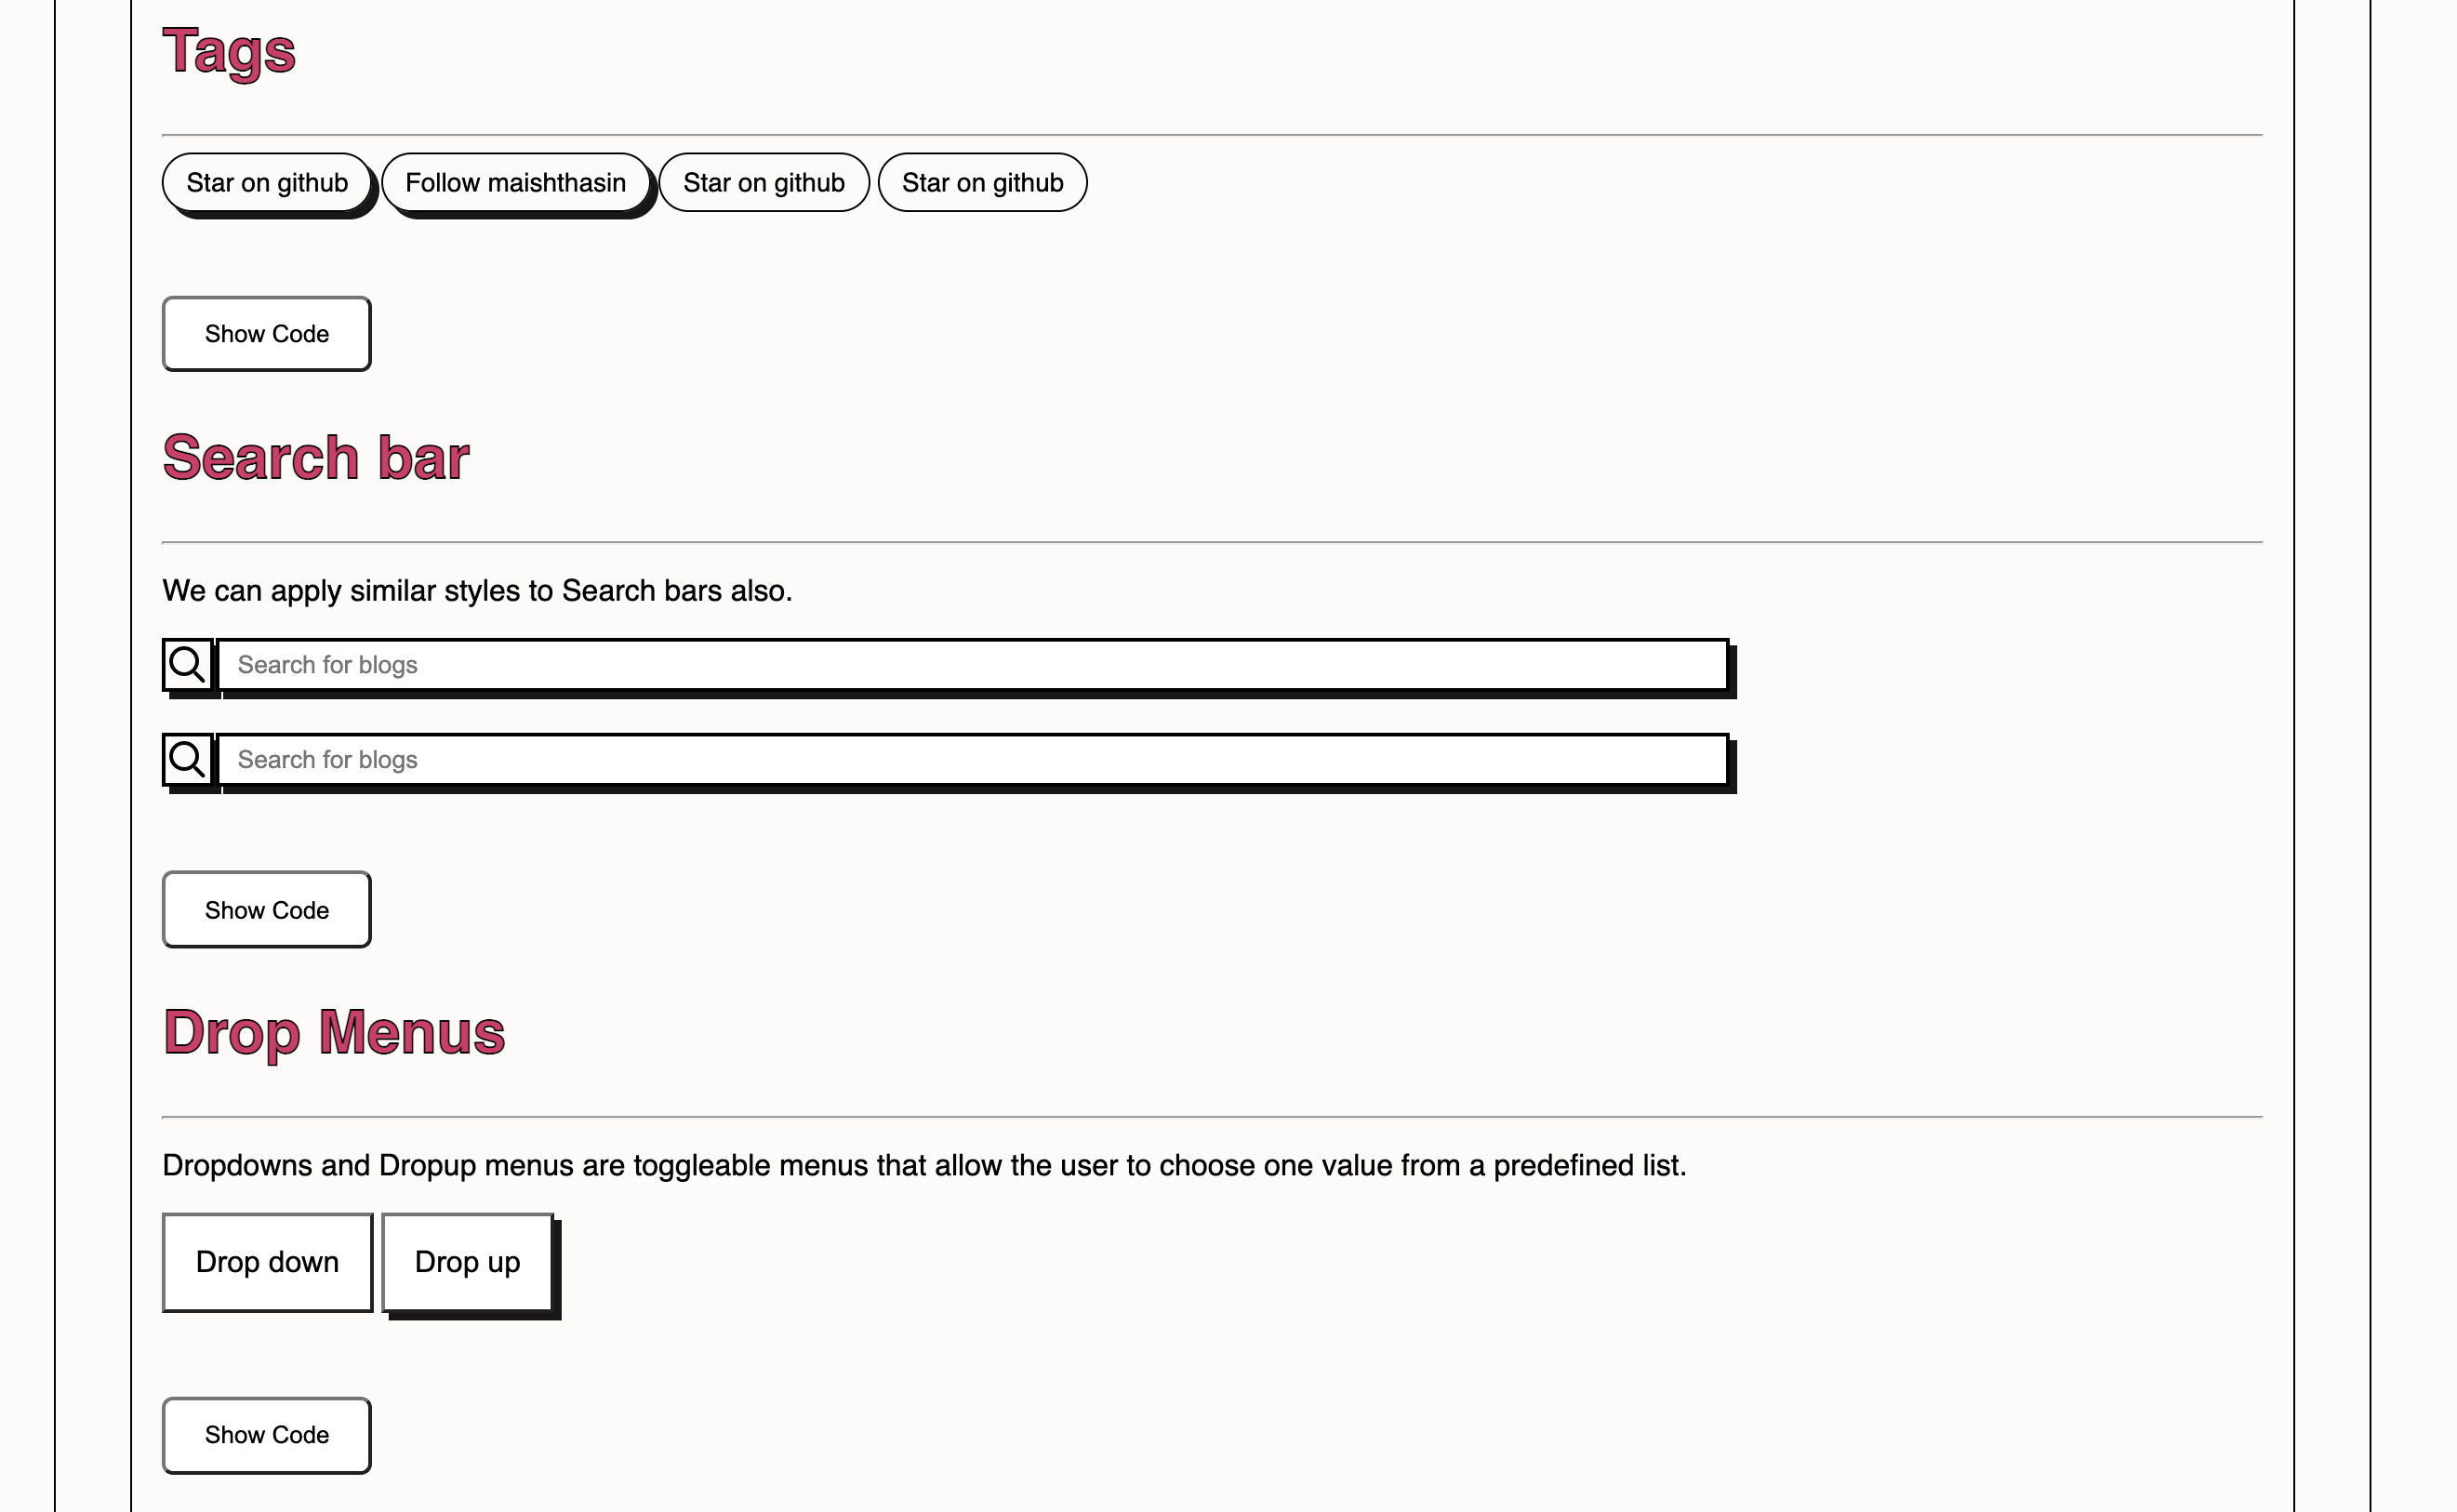 Tags
Star on github Follow maishthasin Star on github Star on github
Show Code
Search bar
We can apply similar styles to Search bars also.
Search for blogs
Search for blogs
Show Code
Drop Menus
Dropdowns and Dropup menus are toggleable menus that allow the user to choose one value from a predefined list.
Drop down Drop up
Show Code